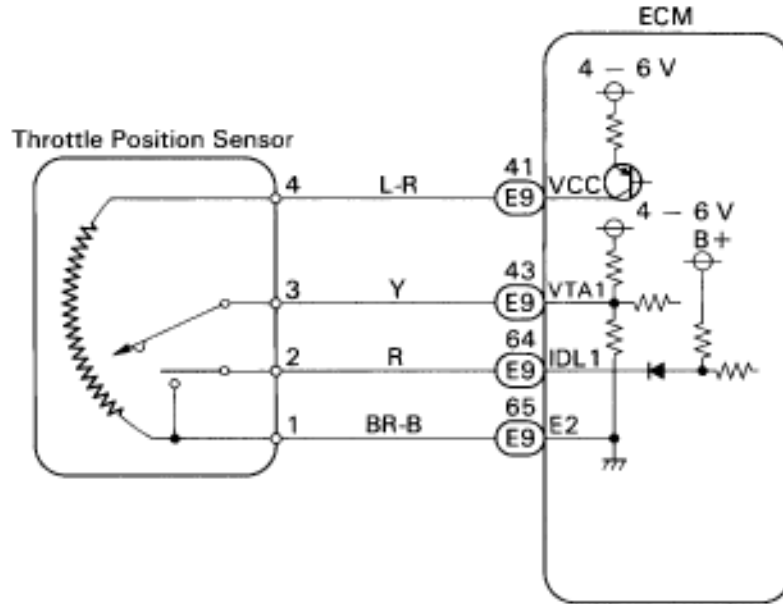 ECM
4 – 6 V
Throttle Position Sensor
4 L-R 41 E9 VCC
4 – 6 V
B+
3 Y 43 E9 VTA1
2 R 64 E9 IDL1
1 BR-B 65 E9 E2